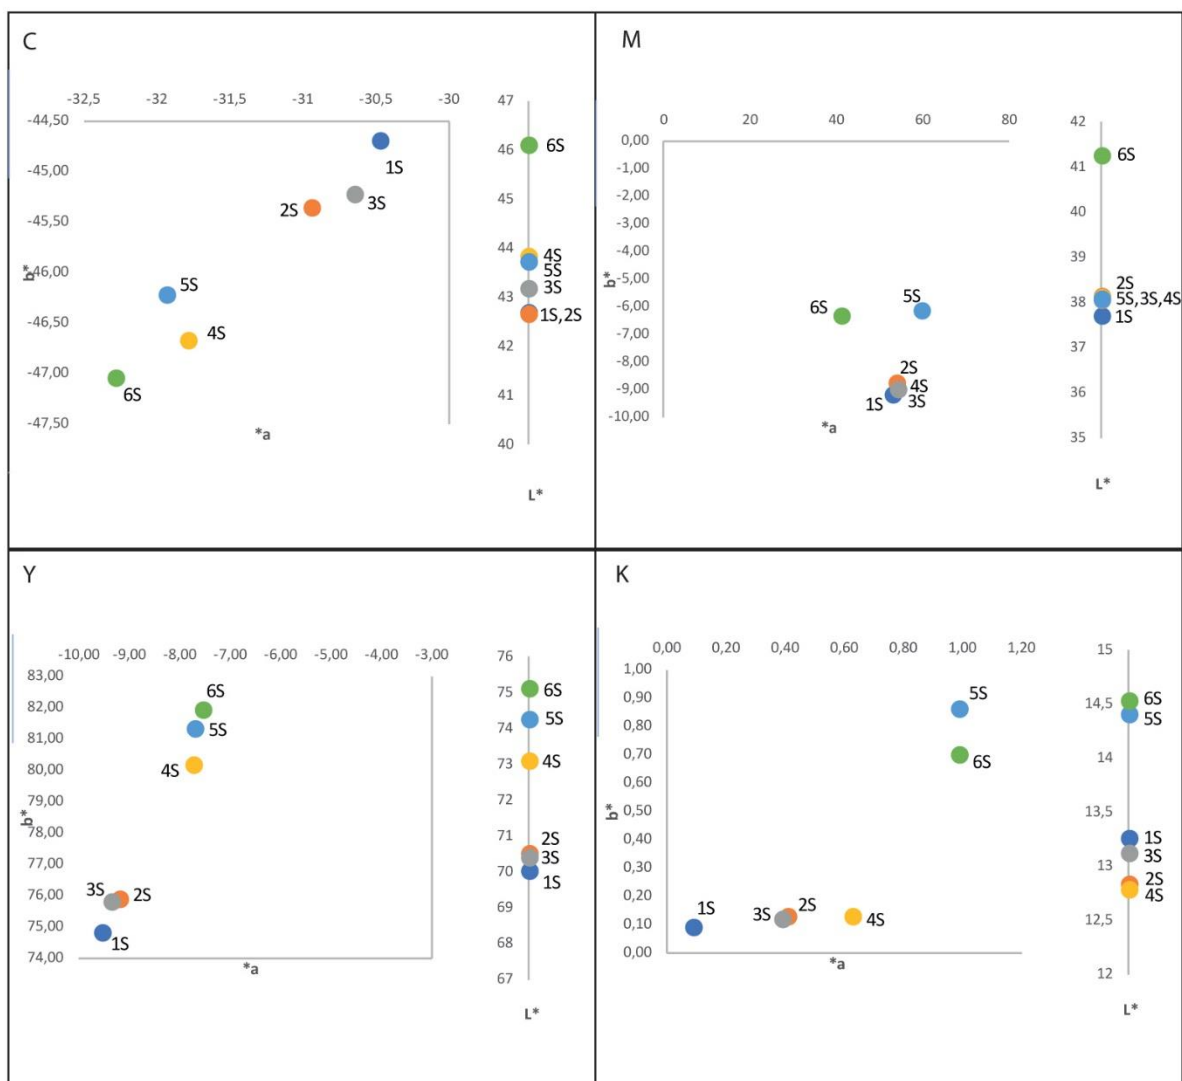 C
-32,5 -32 -31,5 -31 -30,5 -30
-44,50
-45,00
-45,50
-46,00
-46,50
-47,00
-47,50
b*
*a
1S
3S
2S
5S
4S
6S
47
46
45
44
43
42
41
40
6S
4S
5S
3S
1S,2S
L*
M
0 20 40 60 80
0,00
-1,00
-2,00
-3,00
-4,00
-5,00
-6,00
-7,00
-8,00
-9,00
-10,00
b*
*a
6S
5S
2S
4S
1S
3S
42
41
40
39
38
37
36
35
6S
2S
5S,3S,4S
1S
L*
Y
-10,00 -9,00 -8,00 -7,00 -6,00 -5,00 -4,00 -3,00
83,00
82,00
81,00
80,00
79,00
78,00
77,00
76,00
75,00
74,00
b*
*a
6S
5S
4S
3S
2S
1S
76
75
74
73
72
71
70
69
68
67
6S
5S
4S
2S
3S
1S
L*
K
0,00 0,20 0,40 0,60 0,80 1,00 1,20
1,00
0,90
0,80
0,70
0,60
0,50
0,40
0,30
0,20
0,10
0,00
b*
*a
5S
6S
1S
3S
2S
4S
15
14,5
14
13,5
13
12,5
12
6S
5S
1S
3S
2S
4S
L*